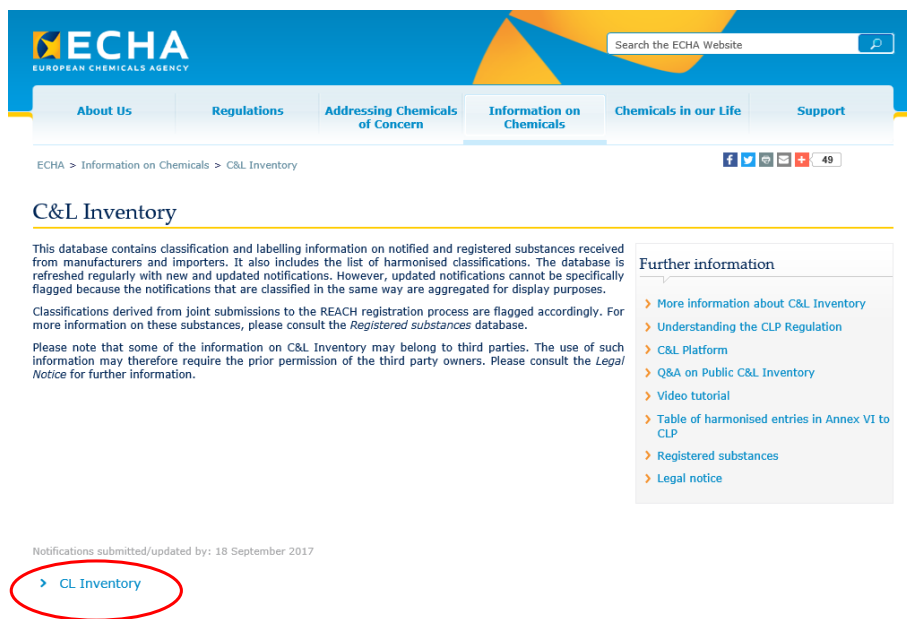 ECHA
EUROPEAN CHEMICALS AGENCY
Search the ECHA Website
About Us
Regulations
Addressing Chemicals
of Concern
Information on
Chemicals
Chemicals in our Life
Support
ECHA > Information on Chemicals > C&L Inventory
49
C&L Inventory
This database contains classification and labelling information on notified and registered substances received
from manufacturers and importers. It also includes the list of harmonised classifications. The database is
refreshed regularly with new and updated notifications. However, updated notifications cannot be specifically
flagged because the notifications that are classified in the same way are aggregated for display purposes.
Classifications derived from joint submissions to the REACH registration process are flagged accordingly. For
more information on these substances, please consult the Registered substances database.
Please note that some of the information on C&L Inventory may belong to third parties. The use of such
information may therefore require the prior permission of the third party owners. Please consult the Legal
Notice for further information.
Further information
More information about C&L Inventory
Understanding the CLP Regulation
C&L Platform
Q&A on Public C&L Inventory
Video tutorial
Table of harmonised entries in Annex VI to
CLP
Registered substances
Legal notice
Notifications submitted/updated by: 18 September 2017
CL Inventory